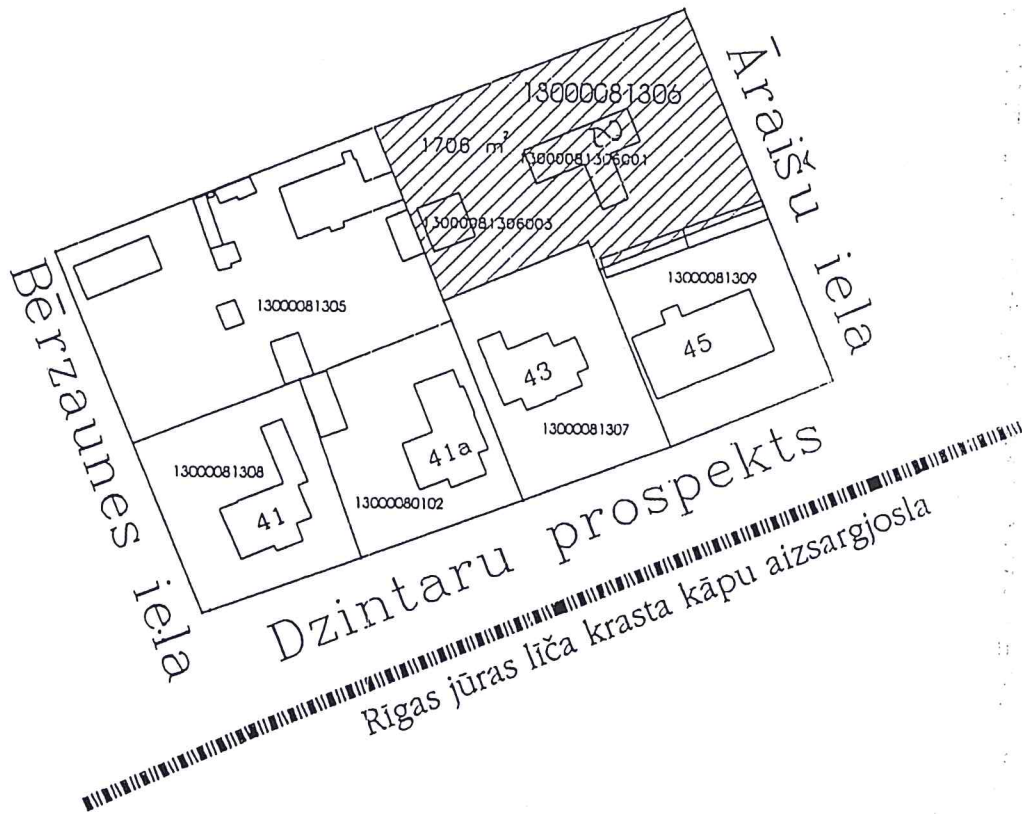 13000081306
1706 m²
13000081306001
13000081306003
Āraišu iela
13000081309
45
13000081305
43
13000081307
41a
13000080102
13000081308
41
Bērzaunes iela
Dzintaru prospekts
Rīgas jūras līča krasta kāpu aizsargjosla